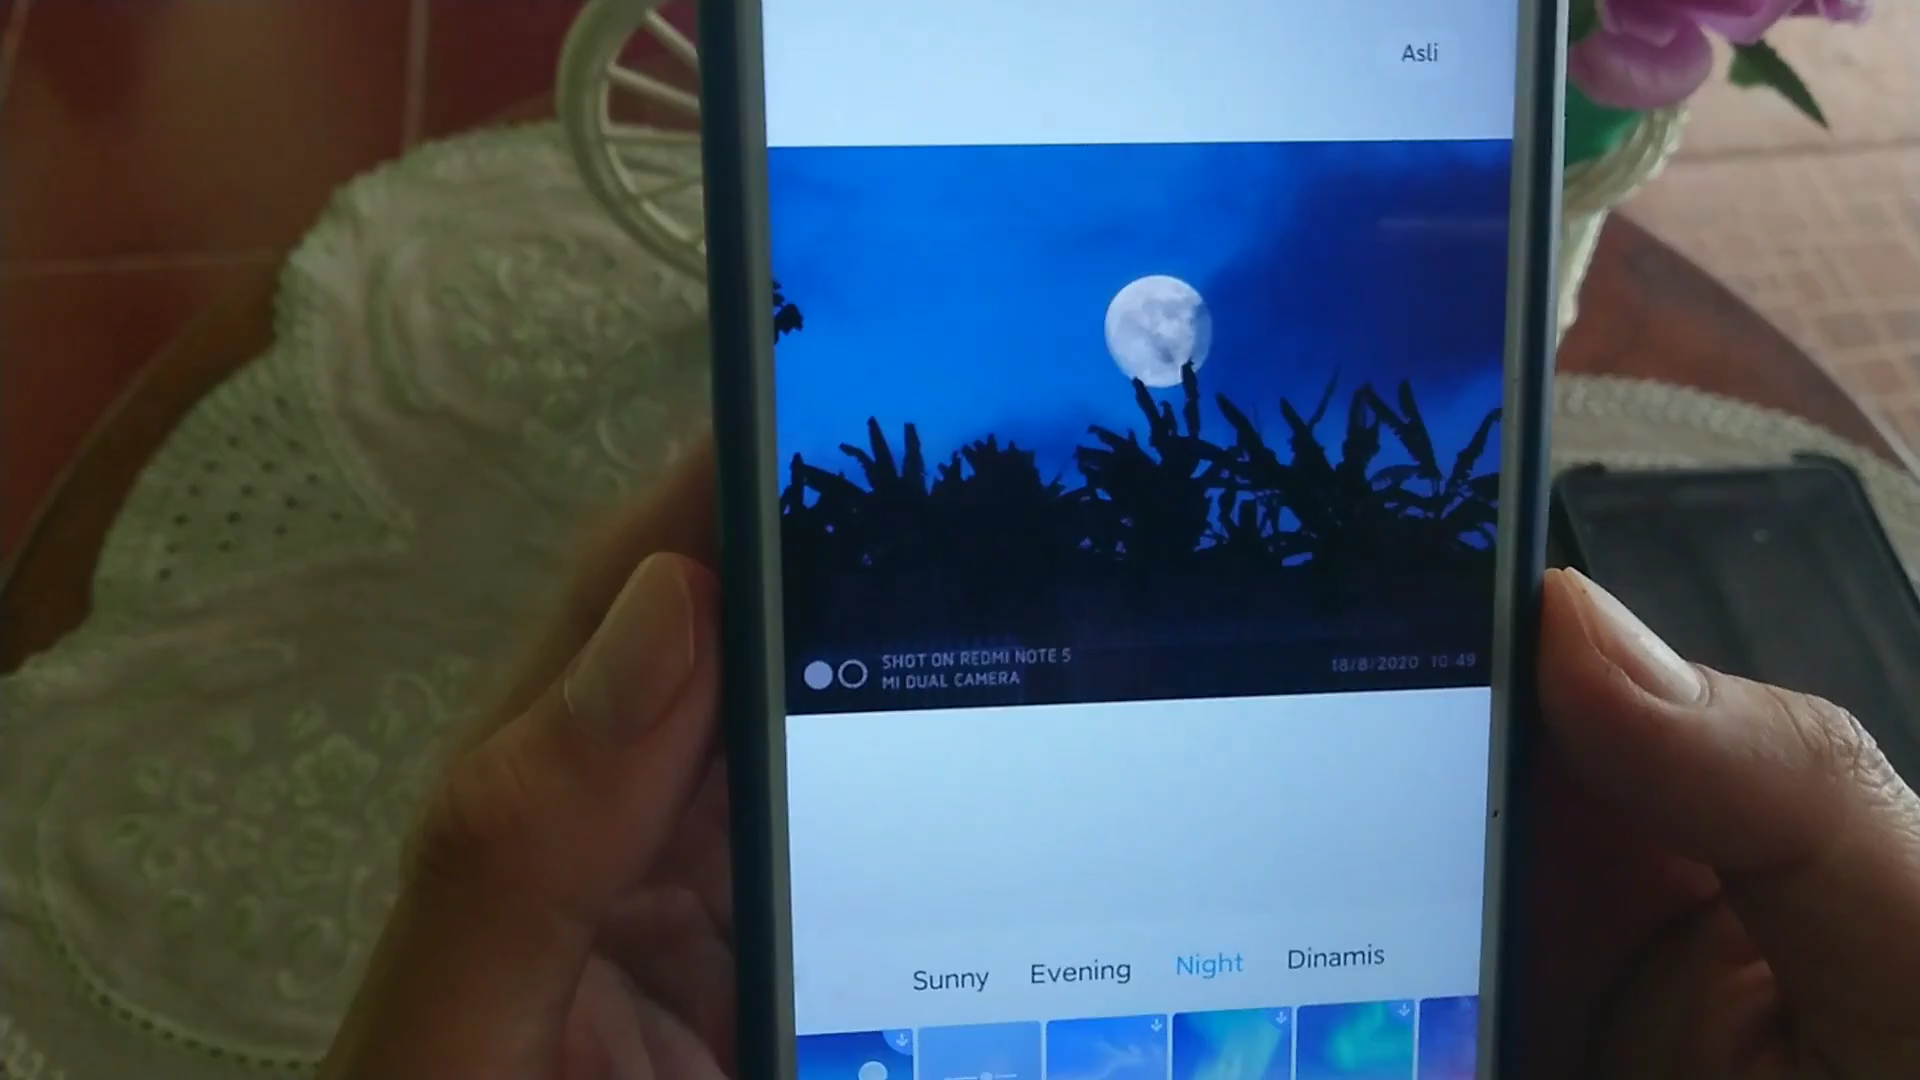 Asli
SHOT ON REDMI NOTE 5
MI DUAL CAMERA
18/8/2020 10:49
Sunny Evening Night Dinamis